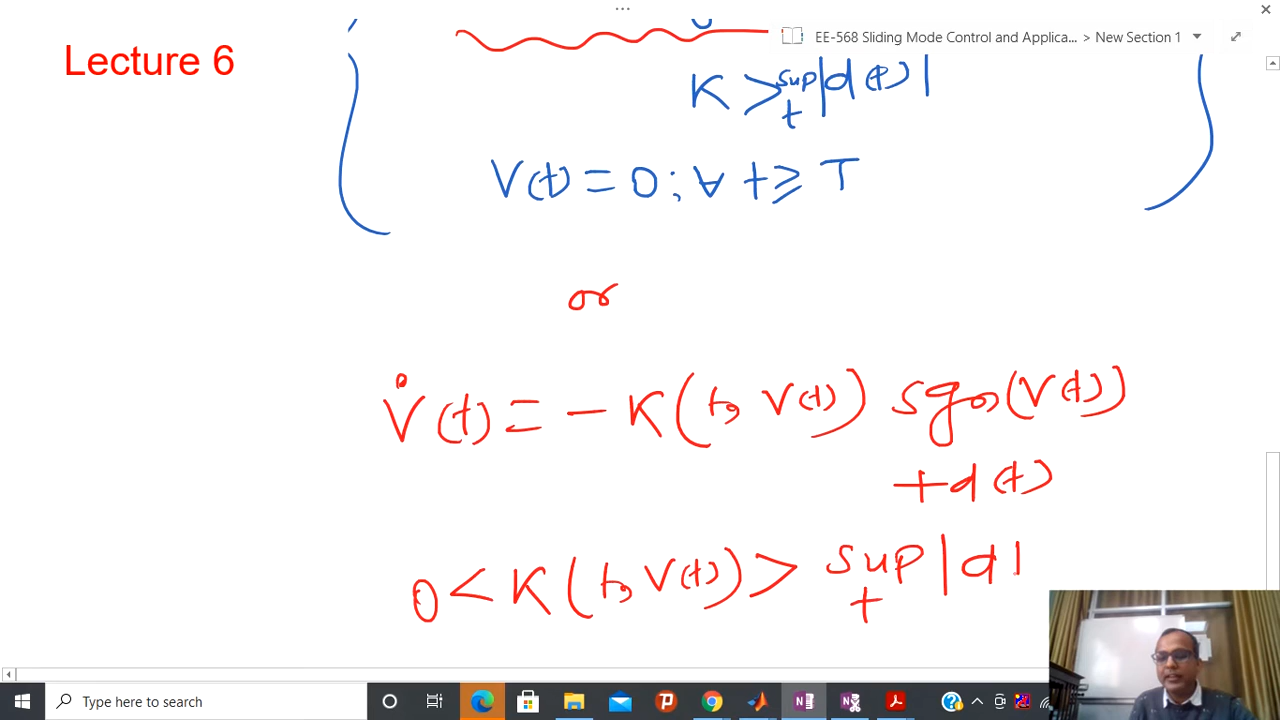 EE-568 Sliding Mode Control and Applica... > New Section 1
Lecture 6
K > sup |d(t)|
t
V(t) = 0 ; ∀ t ≥ T
or
V̇(t) = - K(t, V(t)) sgn(V(t))
+ d(t)
0 < K(t, V(t)) > sup |d|
t
Type here to search